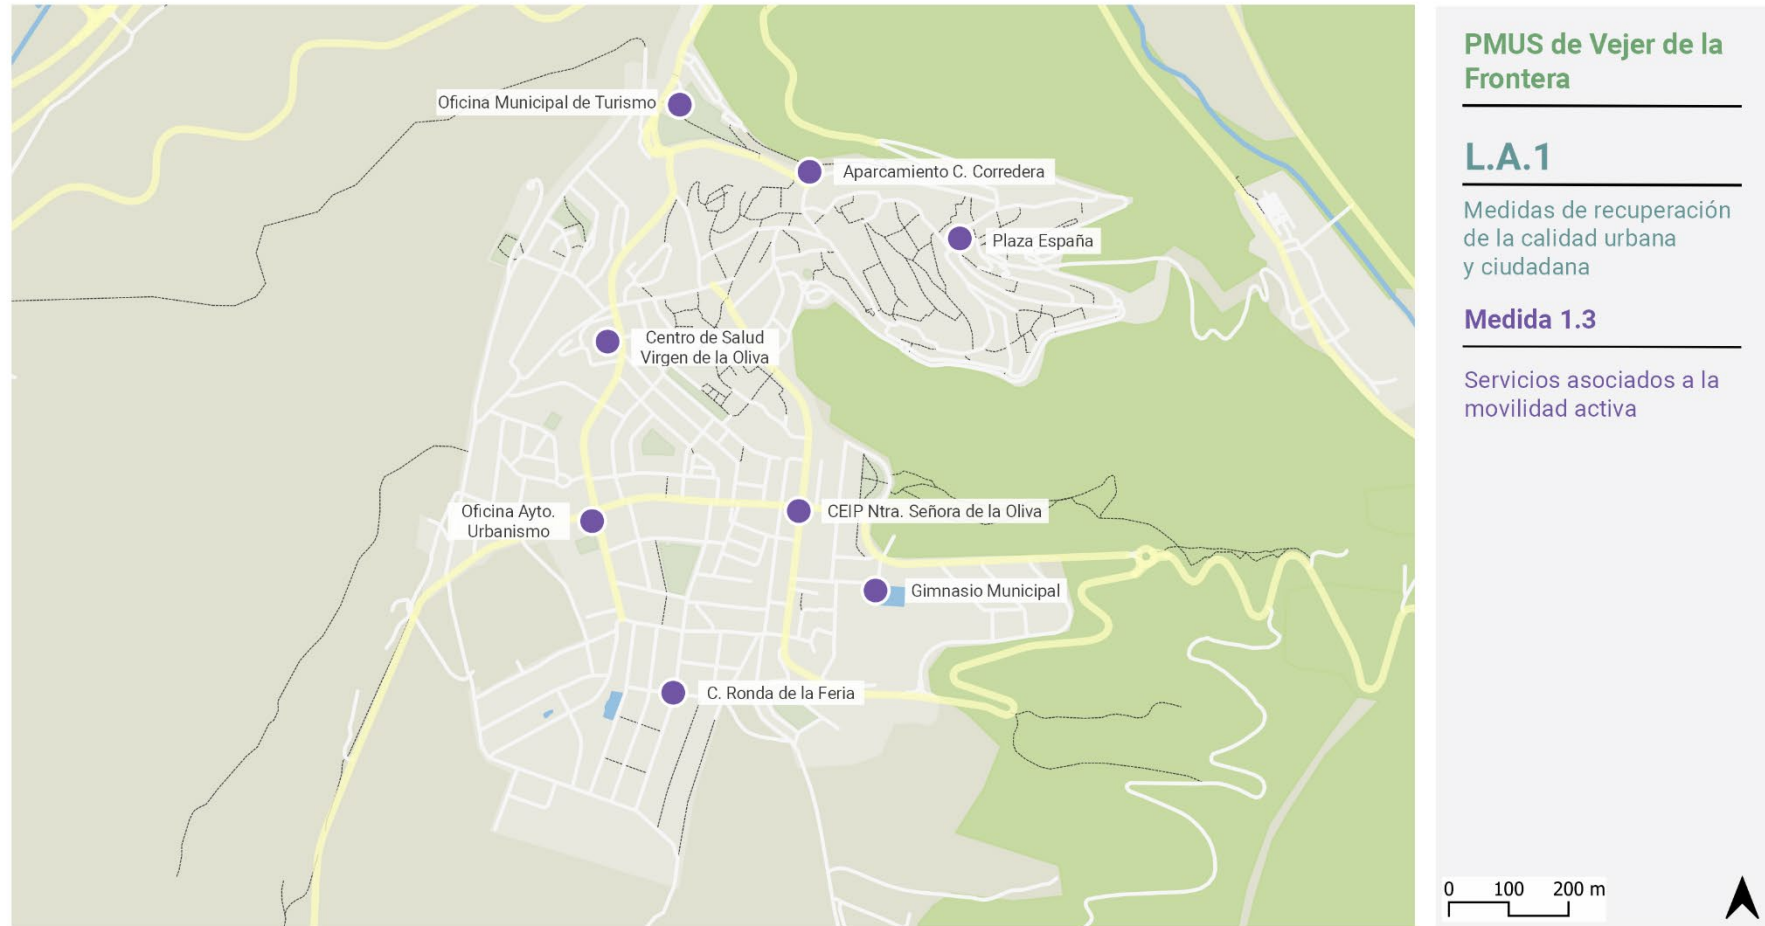 Oficina Municipal de Turismo
Aparcamiento C. Corredera
Plaza España
Centro de Salud
Virgen de la Oliva
Oficina Ayto.
Urbanismo
CEIP Ntra. Señora de la Oliva
Gimnasio Municipal
C. Ronda de la Feria
PMUS de Vejer de la
Frontera
L.A.1
Medidas de recuperación
de la calidad urbana
y ciudadana
Medida 1.3
Servicios asociados a la
movilidad activa
0 100 200 m